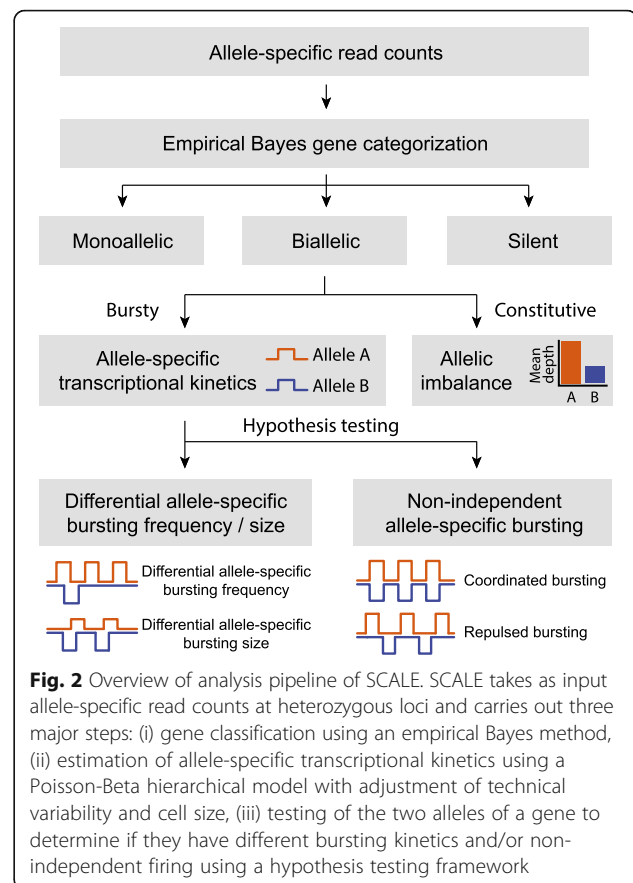 Allele-specific read counts
Empirical Bayes gene categorization
Monoallelic
Biallelic
Silent
Bursty
Constitutive
Allele-specific
transcriptional kinetics
Allele A
Allele B
Allelic
imbalance
Mean
depth
A
B
Hypothesis testing
Differential allele-specific
bursting frequency / size
Non-independent
allele-specific bursting
Differential allele-specific
bursting frequency
Differential allele-specific
bursting size
Coordinated bursting
Repulsed bursting
Fig. 2 Overview of analysis pipeline of SCALE. SCALE takes as input
allele-specific read counts at heterozygous loci and carries out three
major steps: (i) gene classification using an empirical Bayes method,
(ii) estimation of allele-specific transcriptional kinetics using a
Poisson-Beta hierarchical model with adjustment of technical
variability and cell size, (iii) testing of the two alleles of a gene to
determine if they have different bursting kinetics and/or non-
independent firing using a hypothesis testing framework